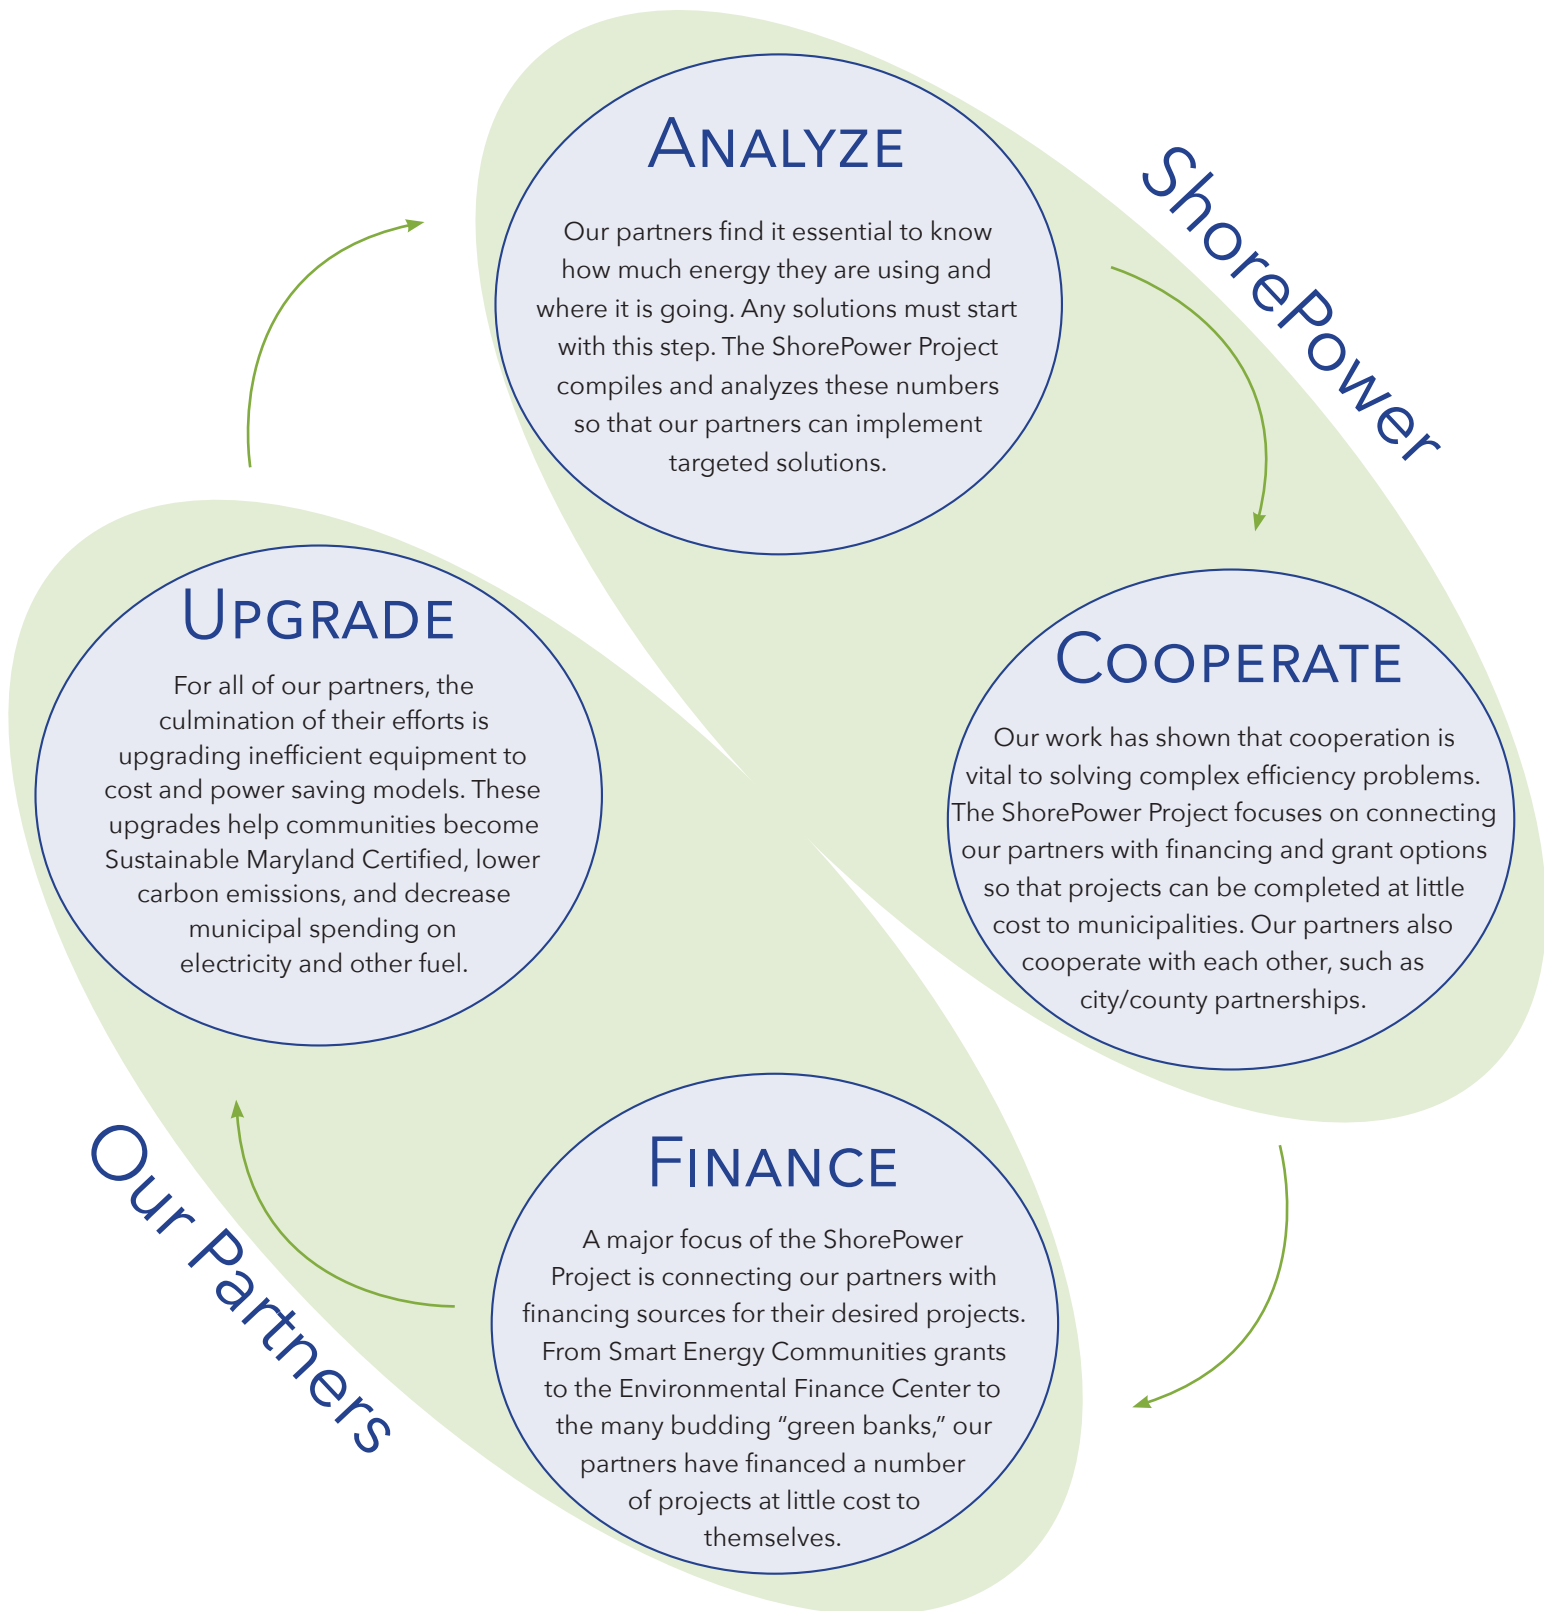 ANALYZE
Our partners find it essential to know
how much energy they are using and
where it is going. Any solutions must start
with this step. The ShorePower Project
compiles and analyzes these numbers
so that our partners can implement
targeted solutions.
ShorePower
COOPERATE
Our work has shown that cooperation is
vital to solving complex efficiency problems.
The ShorePower Project focuses on connecting
our partners with financing and grant options
so that projects can be completed at little
cost to municipalities. Our partners also
cooperate with each other, such as
city/county partnerships.
FINANCE
A major focus of the ShorePower
Project is connecting our partners with
financing sources for their desired projects.
From Smart Energy Communities grants
to the Environmental Finance Center to
the many budding “green banks,” our
partners have financed a number
of projects at little cost to
themselves.
Our Partners
UPGRADE
For all of our partners, the
culmination of their efforts is
upgrading inefficient equipment to
cost and power saving models. These
upgrades help communities become
Sustainable Maryland Certified, lower
carbon emissions, and decrease
municipal spending on
electricity and other fuel.